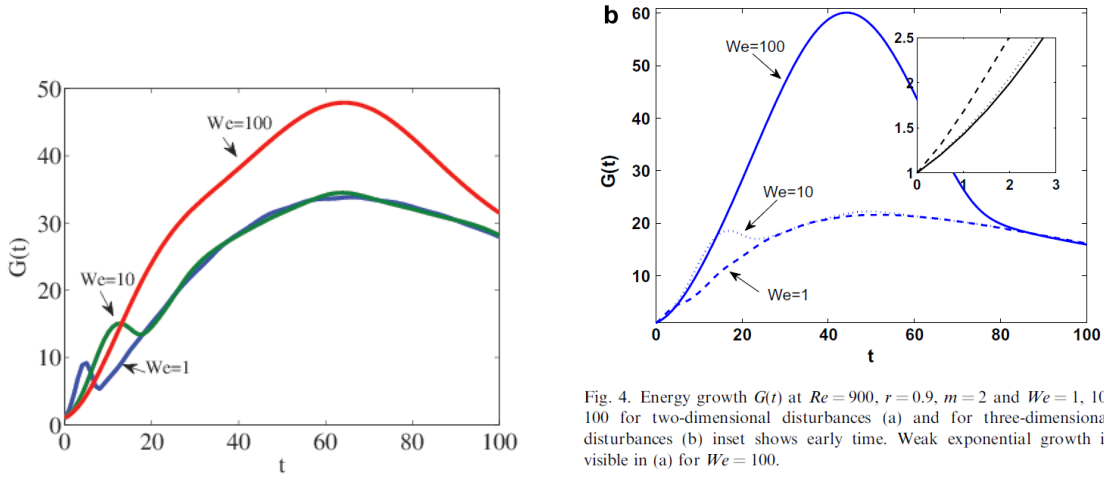 50
40
30
20
10
0
G(t)
We=100
We=10
We=1
0 20 40 60 80 100
t
b
60
50
40
30
20
10
G(t)
We=100
We=10
We=1
2.5
2
1.5
1
0 1 2 3
0 20 40 60 80 100
t
Fig. 4. Energy growth G(t) at Re = 900, r = 0.9, m = 2 and We = 1, 10
100 for two-dimensional disturbances (a) and for three-dimensiona
disturbances (b) inset shows early time. Weak exponential growth i
visible in (a) for We = 100.